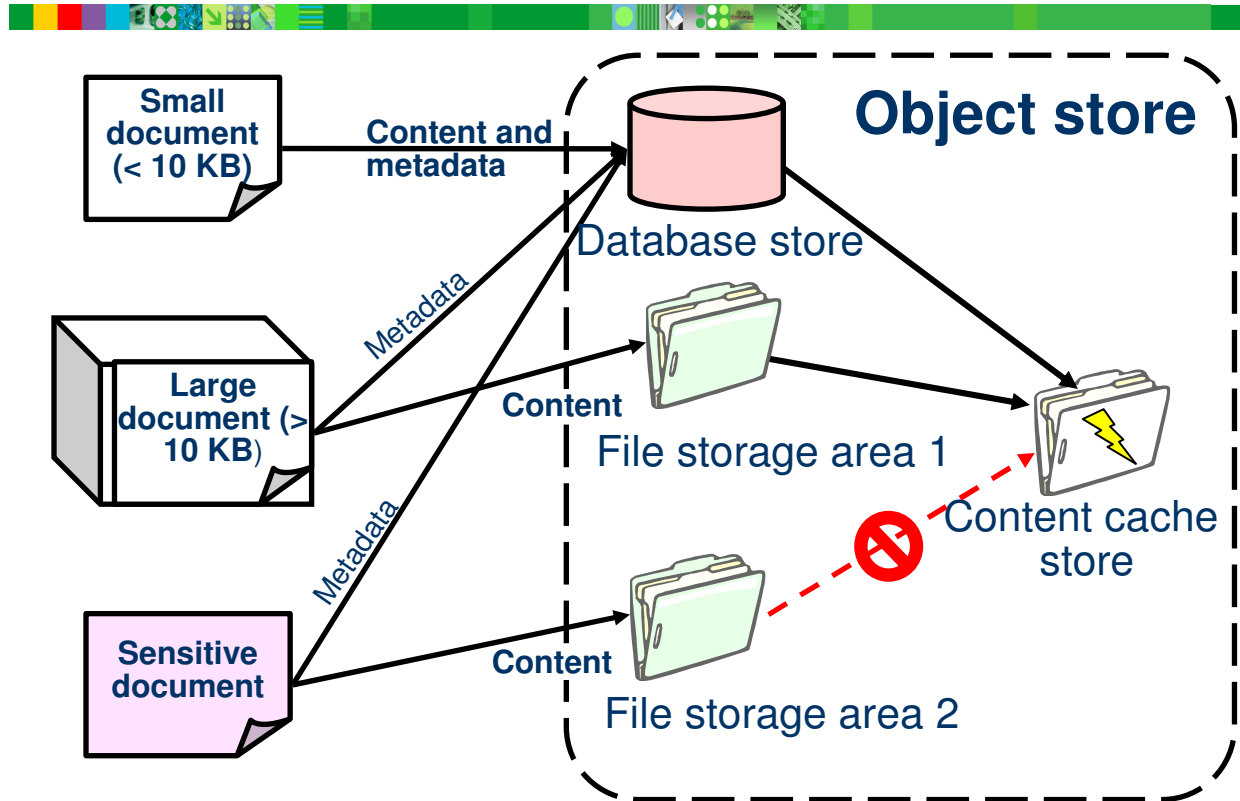 Object store
Small
document
(< 10 KB)
Content and
metadata
Database store
Metadata
Large
document (>
10 KB)
Content
File storage area 1
Content cache
store
Metadata
Sensitive
document
Content
File storage area 2